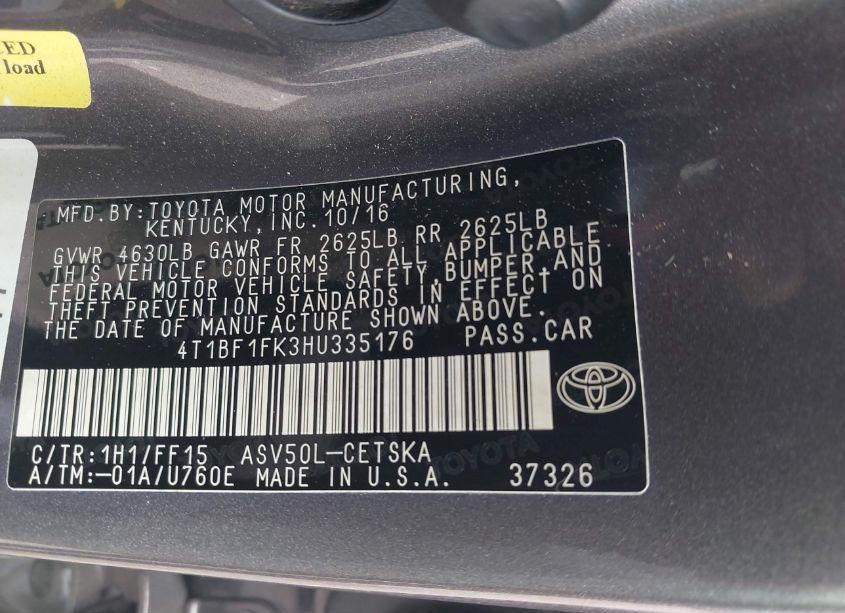 CED
load
MFD.BY:TOYOTA MOTOR MANUFACTURING,
KENTUCKY, INC. 10/16
GVWR 4630LB GAWR FR 2625LB RR 2625LB
THIS VEHICLE CONFORMS TO ALL APPLICABLE
FEDERAL MOTOR VEHICLE SAFETY,BUMPER,AND
THEFT PREVENTION STANDARDS IN EFFECT ON
THE DATE OF MANUFACTURE SHOWN ABOVE.
4T1BF1FK3HU335176 PASS.CAR
C/TR:1H1/FF15 ASV50L-CETSKA
A/TM:-01A/U760E MADE IN U.S.A. 37326